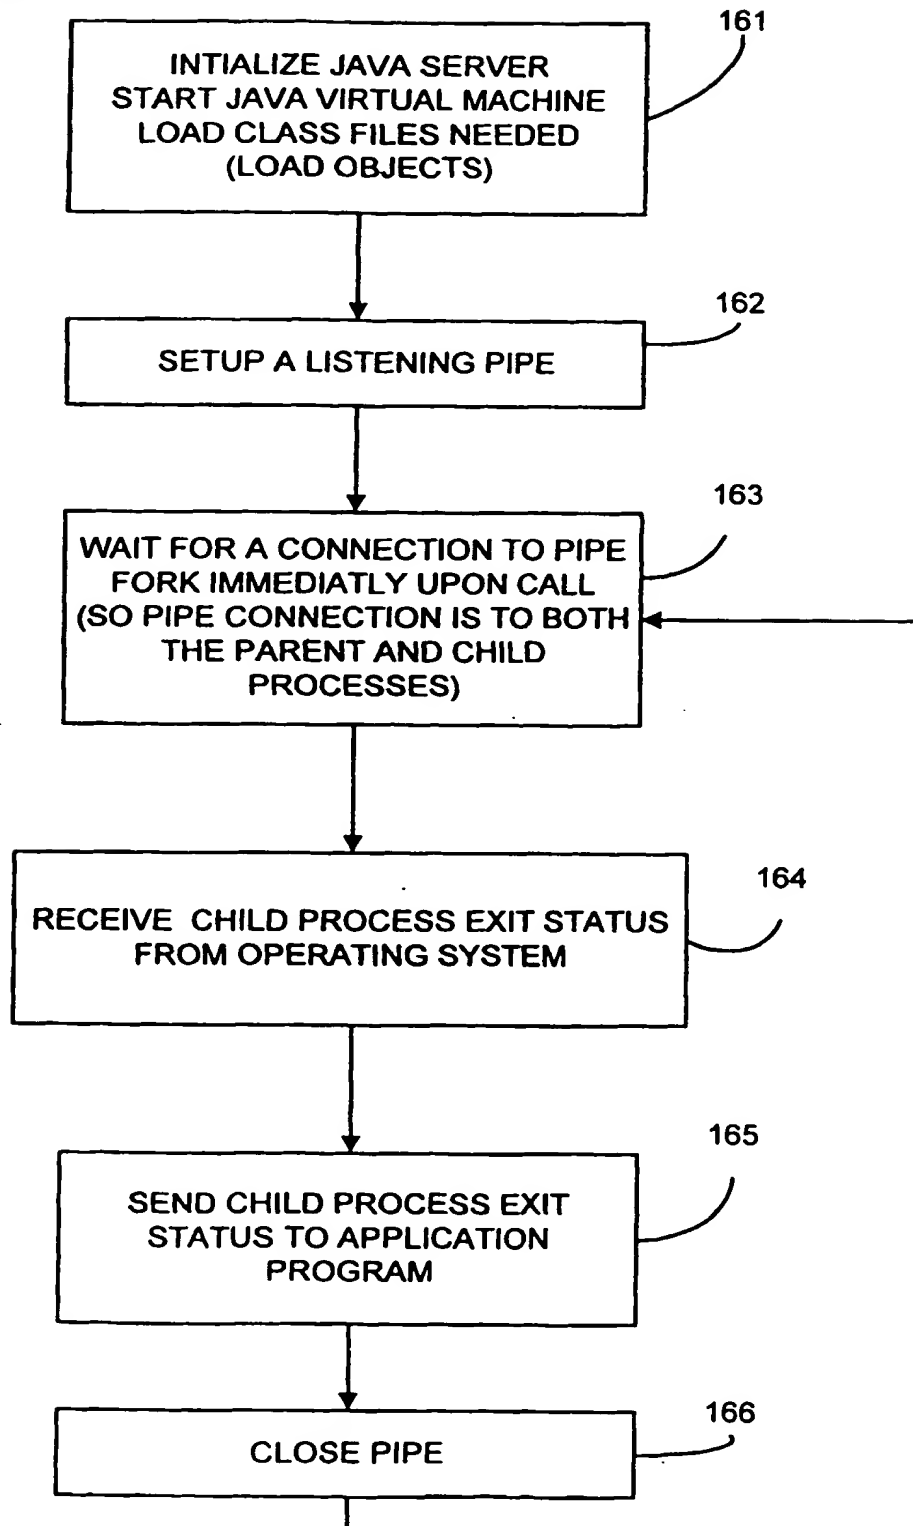 161
INTIALIZE JAVA SERVER
START JAVA VIRTUAL MACHINE
LOAD CLASS FILES NEEDED
(LOAD OBJECTS)
162
SETUP A LISTENING PIPE
163
WAIT FOR A CONNECTION TO PIPE
FORK IMMEDIATLY UPON CALL
(SO PIPE CONNECTION IS TO BOTH
THE PARENT AND CHILD
PROCESSES)
164
RECEIVE CHILD PROCESS EXIT STATUS
FROM OPERATING SYSTEM
165
SEND CHILD PROCESS EXIT
STATUS TO APPLICATION
PROGRAM
166
CLOSE PIPE